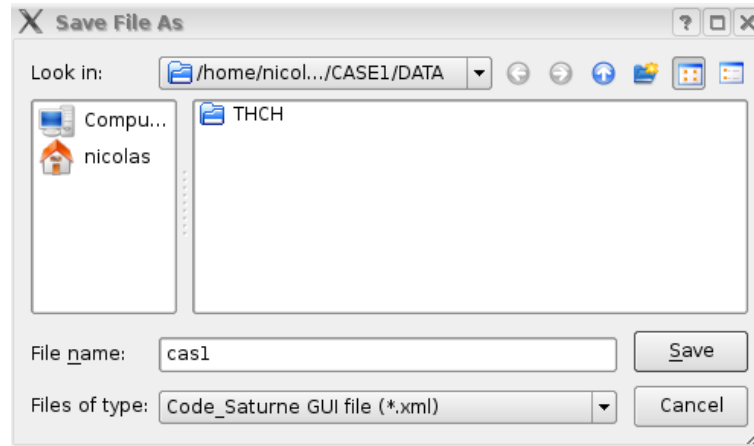 Save File As
Look in:
/home/nicol.../CASE1/DATA
Compu...
nicolas
THCH
File name:
cas1
Save
Files of type:
Code_Saturne GUI file (*.xml)
Cancel